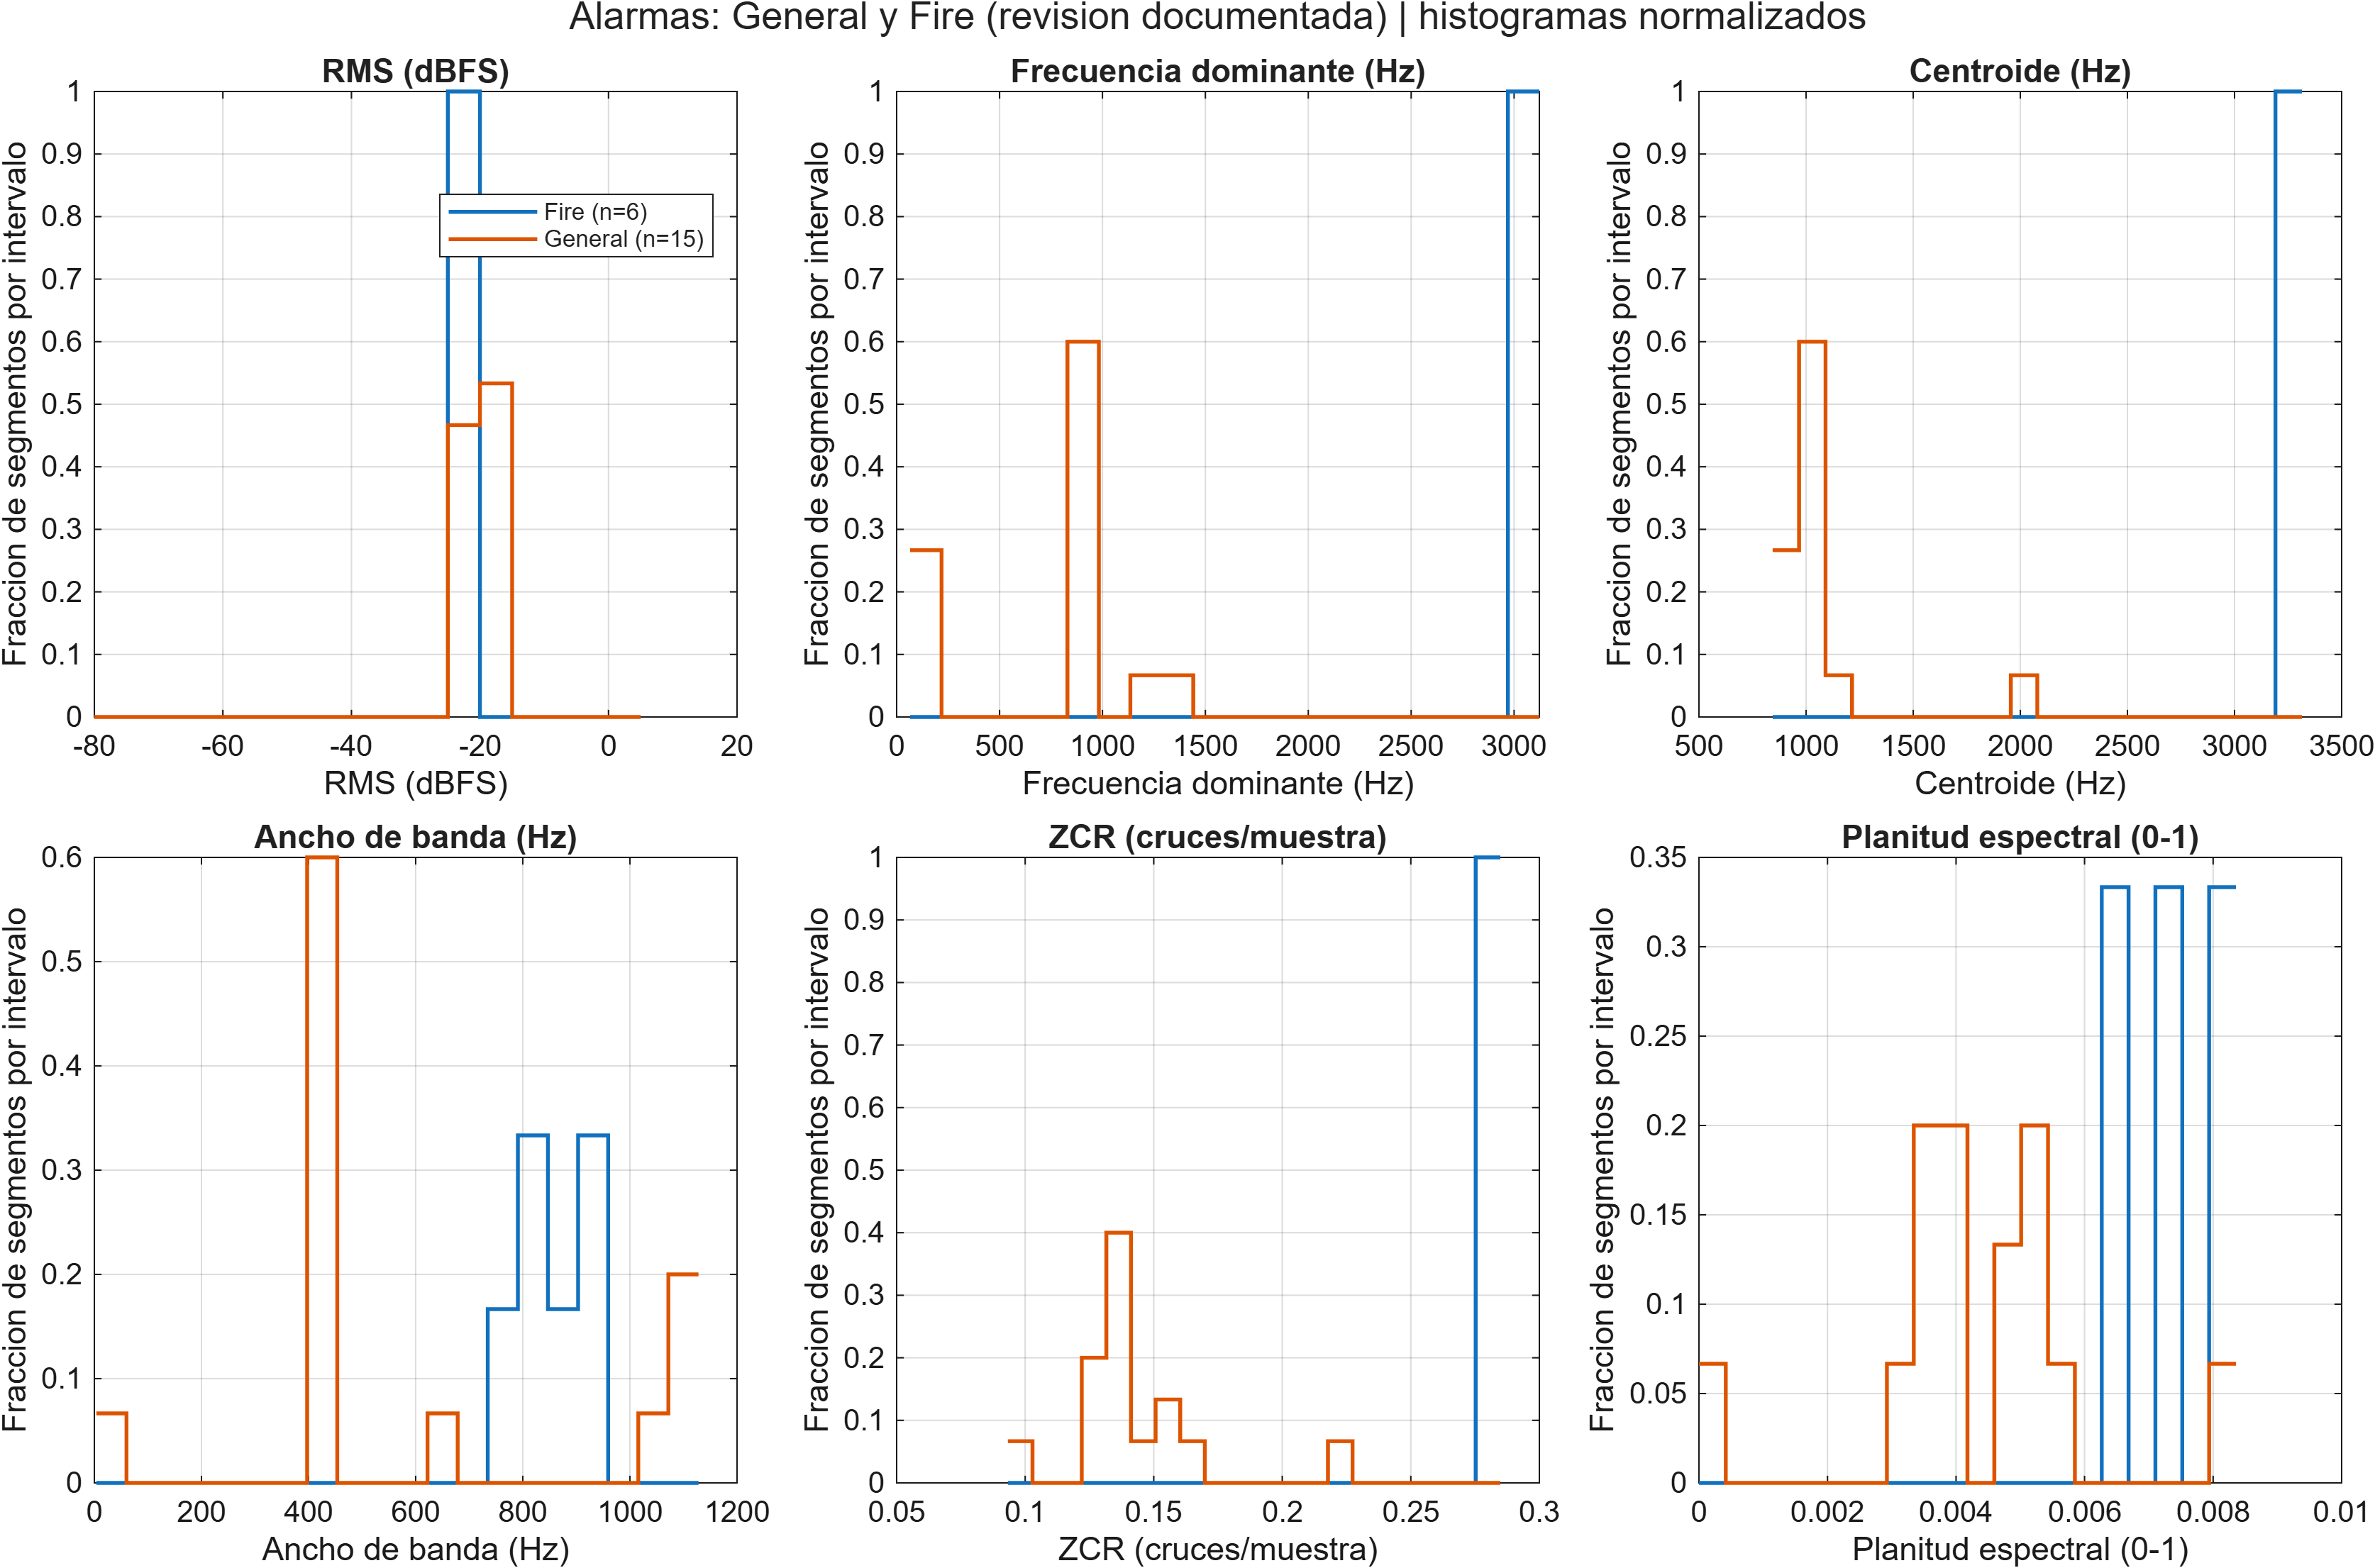 Alarmas: General y Fire (revision documentada) | histogramas normalizados
RMS (dBFS)
Fraccion de segmentos por intervalo
1
0.9
0.8
0.7
0.6
0.5
0.4
0.3
0.2
0.1
0
Fire (n=6)
General (n=15)
-80 -60 -40 -20 0 20
RMS (dBFS)
Frecuencia dominante (Hz)
Fraccion de segmentos por intervalo
1
0.9
0.8
0.7
0.6
0.5
0.4
0.3
0.2
0.1
0
0 500 1000 1500 2000 2500 3000
Frecuencia dominante (Hz)
Centroide (Hz)
Fraccion de segmentos por intervalo
1
0.9
0.8
0.7
0.6
0.5
0.4
0.3
0.2
0.1
0
500 1000 1500 2000 2500 3000 3500
Centroide (Hz)
Ancho de banda (Hz)
Fraccion de segmentos por intervalo
0.6
0.5
0.4
0.3
0.2
0.1
0
0 200 400 600 800 1000 1200
Ancho de banda (Hz)
ZCR (cruces/muestra)
Fraccion de segmentos por intervalo
1
0.9
0.8
0.7
0.6
0.5
0.4
0.3
0.2
0.1
0
0.05 0.1 0.15 0.2 0.25 0.3
ZCR (cruces/muestra)
Planitud espectral (0-1)
Fraccion de segmentos por intervalo
0.35
0.3
0.25
0.2
0.15
0.1
0.05
0
0 0.002 0.004 0.006 0.008 0.01
Planitud espectral (0-1)